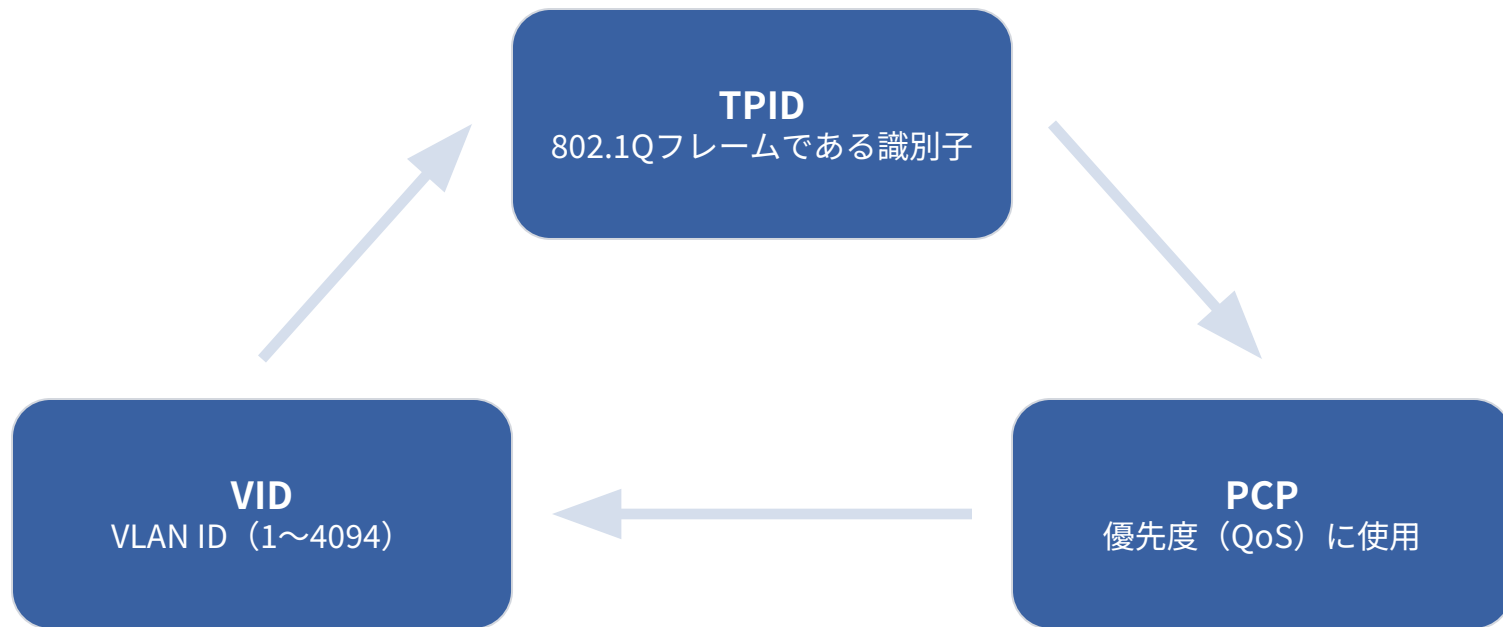 TPID
802.1Qフレームである識別子
VID
VLAN ID（1〜4094）
PCP
優先度（QoS）に使用